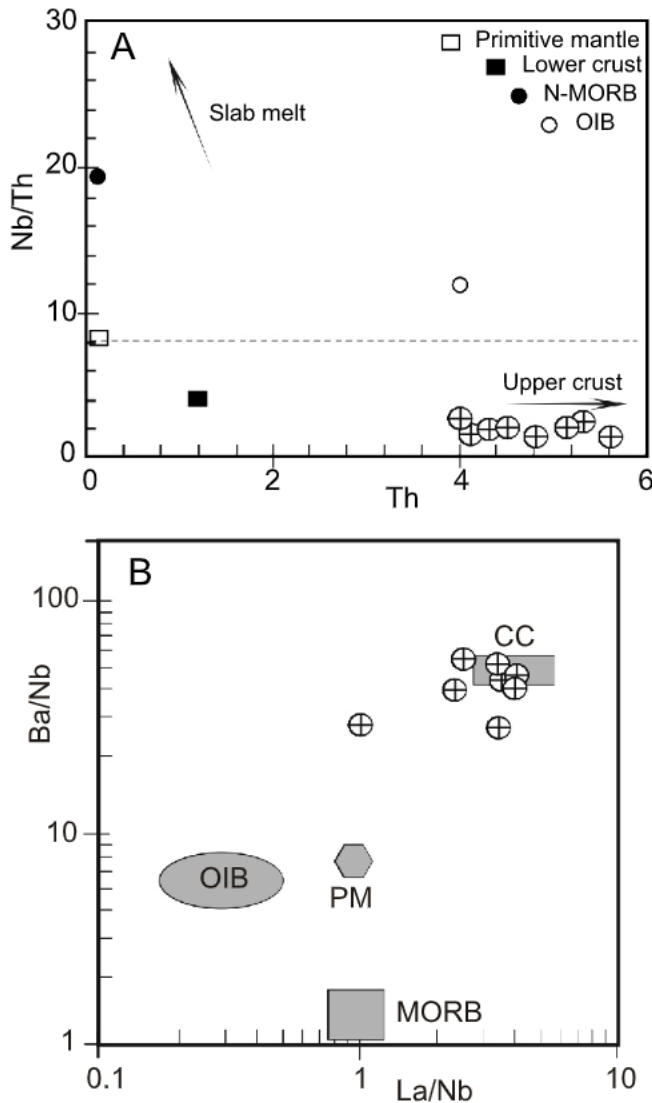 A
30
20
10
0
Nb/Th
Primitive mantle
Lower crust
N-MORB
OIB
Slab melt
Upper crust
0 2 4 6
Th
B
100
10
1
Ba/Nb
CC
OIB
PM
MORB
0.1 1 10
La/Nb